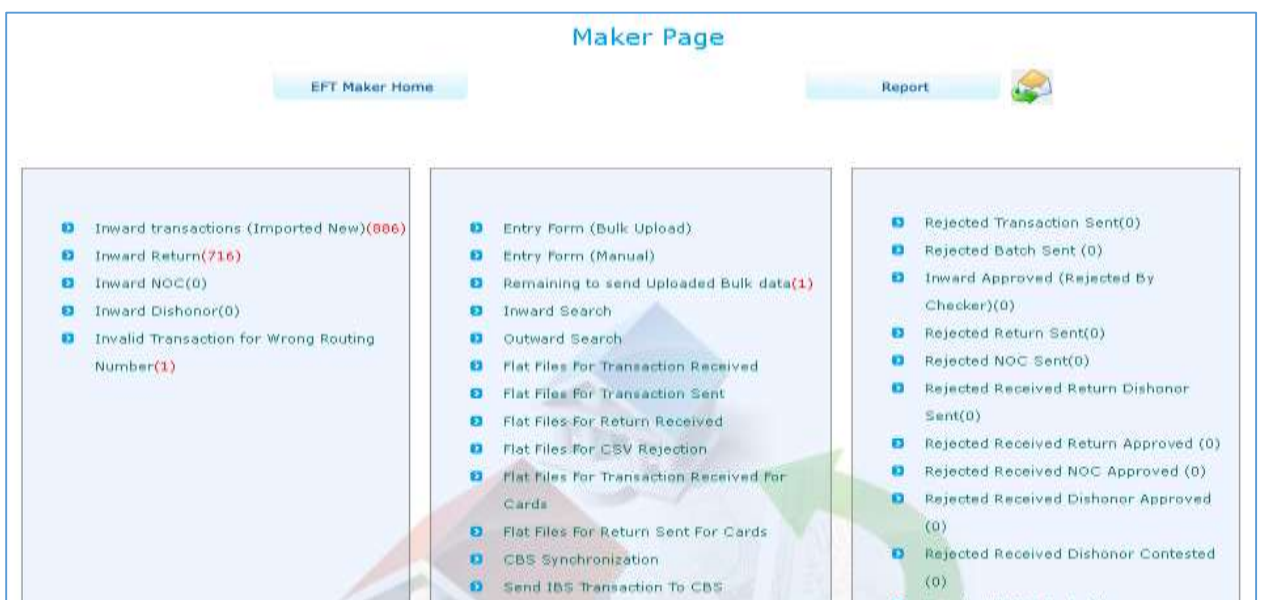 Maker Page
EFT Maker Home
Report
Inward transactions (Imported New)(886)
Inward Return(716)
Inward NOC(0)
Inward Dishonor(0)
Invalid Transaction for Wrong Routing
Number(1)
Entry Form (Bulk Upload)
Entry Form (Manual)
Remaining to send Uploaded Bulk data(1)
Inward Search
Outward Search
Flat Files For Transaction Received
Flat Files For Transaction Sent
Flat Files For Return Received
Flat Files For CSV Rejection
Flat Files For Transaction Received For
Cards
Flat Files For Return Sent For Cards
CBS Synchronization
Send IBS Transaction To CBS
Rejected Transaction Sent(0)
Rejected Batch Sent (0)
Inward Approved (Rejected By
Checker)(0)
Rejected Return Sent(0)
Rejected NOC Sent(0)
Rejected Received Return Dishonor
Sent(0)
Rejected Received Return Approved (0)
Rejected Received NOC Approved (0)
Rejected Received Dishonor Approved
(0)
Rejected Received Dishonor Contested
(0)